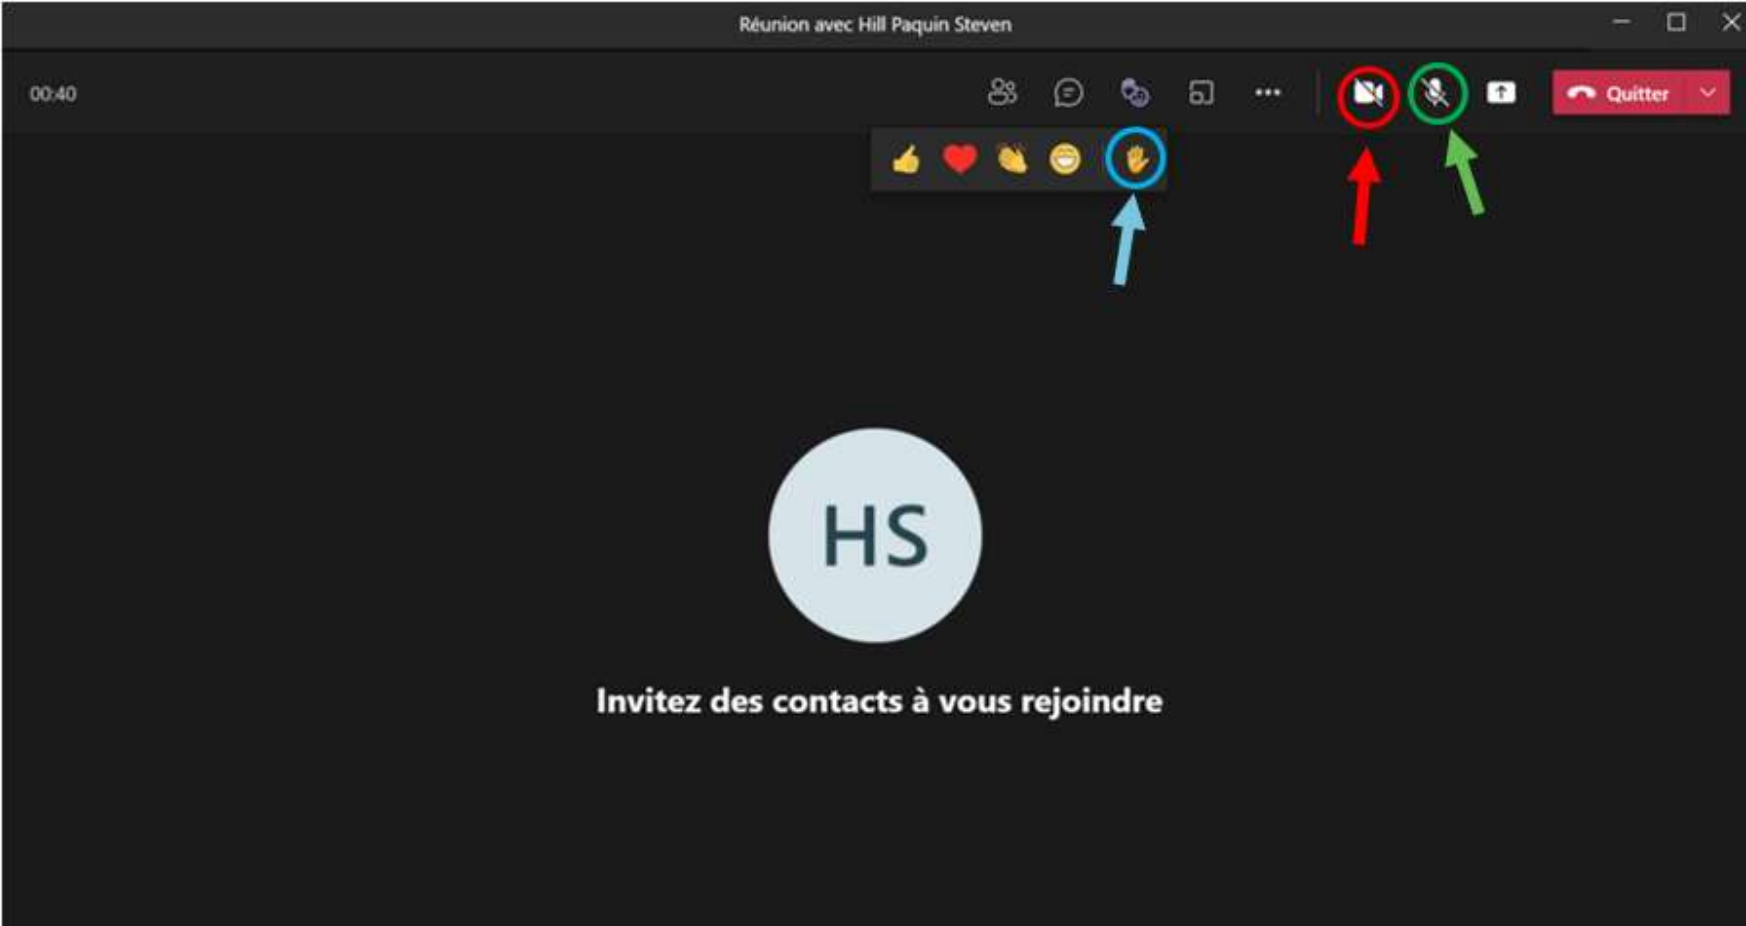 Réunion avec Hill Paquin Steven
00:40
Quitter
HS
Invitez des contacts à vous rejoindre